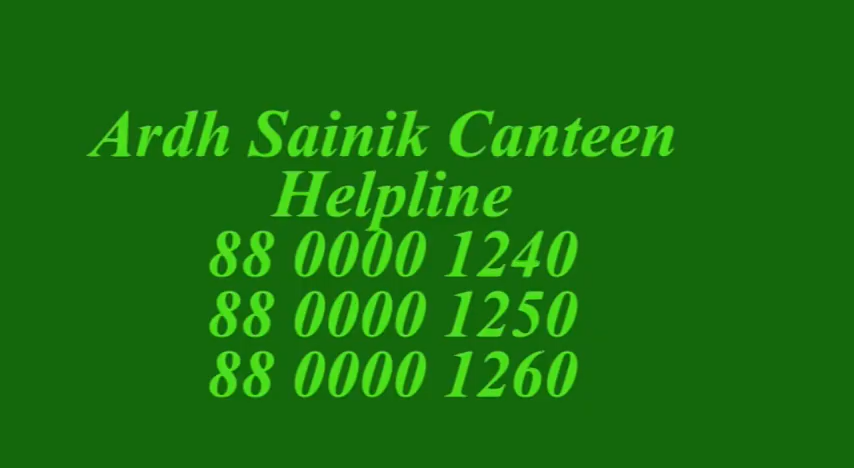 Ardh Sainik Canteen
Helpline
88 0000 1240
88 0000 1250
88 0000 1260